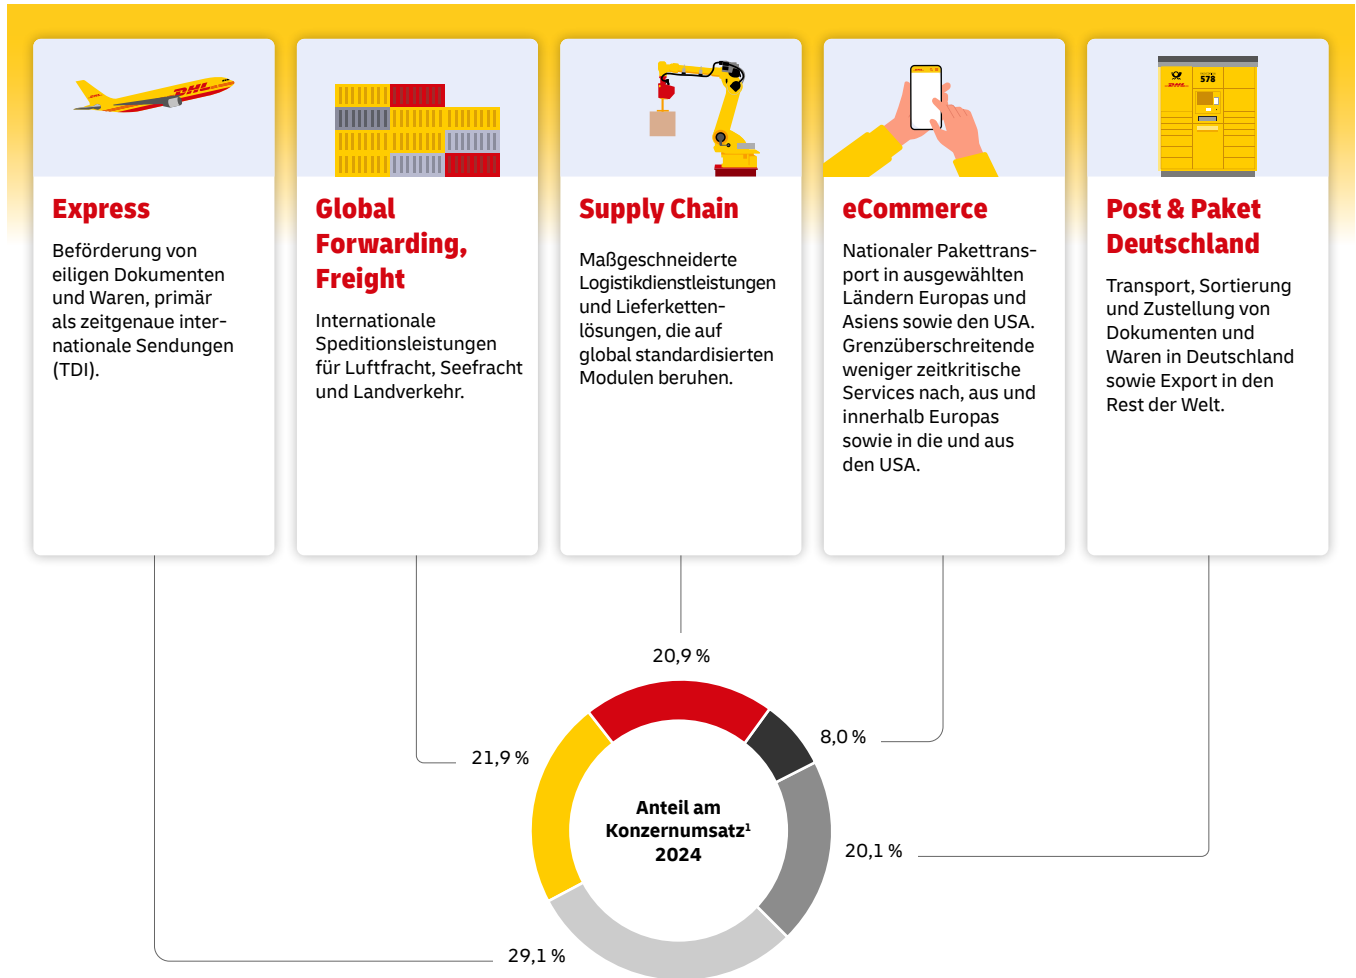 DHL
578
Express
Beförderung von
eiligen Dokumenten
und Waren, primär
als zeitgenaue inter-
nationale Sendungen
(TDI).
Global
Forwarding,
Freight
Internationale
Speditionsleistungen
für Luftfracht, Seefracht
und Landverkehr.
Supply Chain
Maßgeschneiderte
Logistikdienstleistungen
und Lieferketten-
lösungen, die auf
global standardisierten
Modulen beruhen.
eCommerce
Nationaler Pakettrans-
port in ausgewählten
Ländern Europas und
Asiens sowie den USA.
Grenzüberschreitende
weniger zeitkritische
Services nach, aus und
innerhalb Europas
sowie in die und aus
den USA.
Post & Paket
Deutschland
Transport, Sortierung
und Zustellung von
Dokumenten und
Waren in Deutschland
sowie Export in den
Rest der Welt.
20,9 %
8,0 %
21,9 %
Anteil am
Konzernumsatz¹
2024
20,1 %
29,1 %